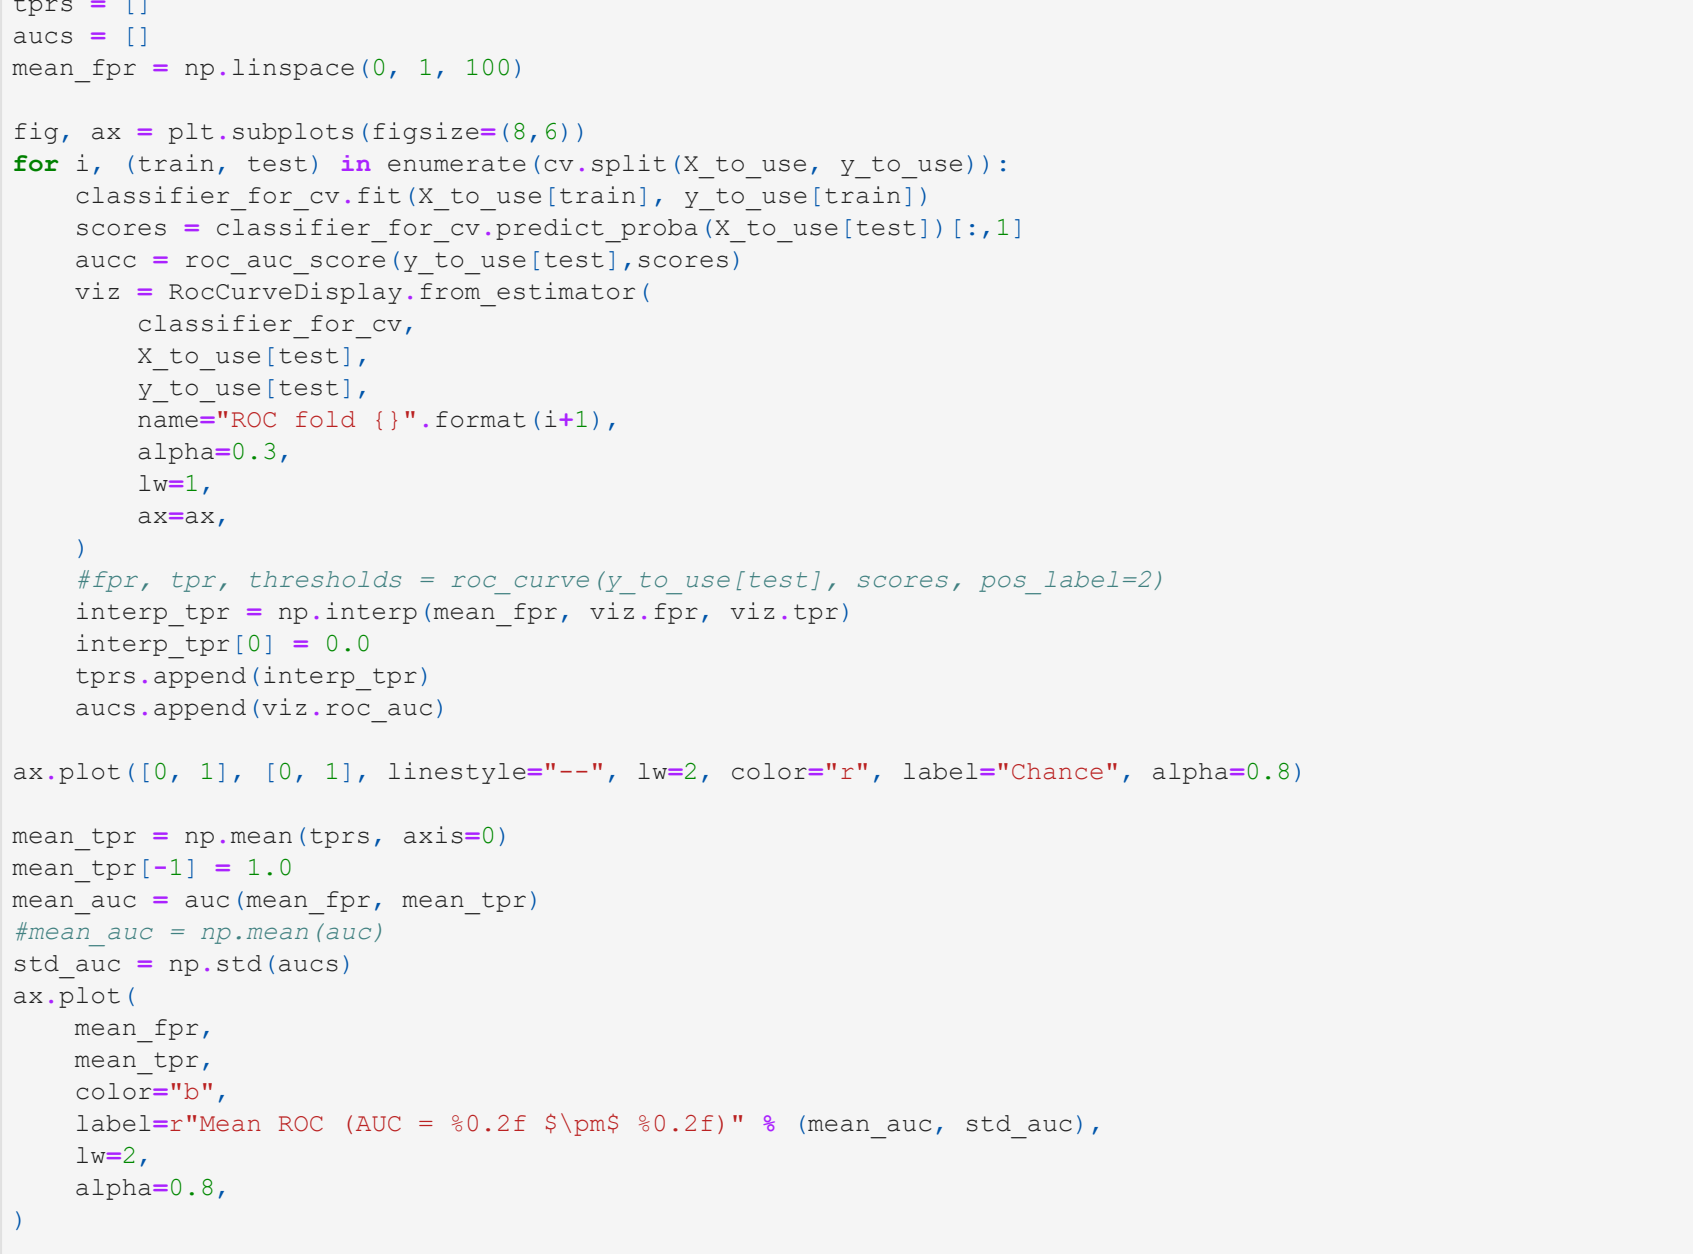 tprs = []
aucs = []
mean_fpr = np.linspace(0, 1, 100)

fig, ax = plt.subplots(figsize=(8,6))
for i, (train, test) in enumerate(cv.split(X_to_use, y_to_use)):
    classifier_for_cv.fit(X_to_use[train], y_to_use[train])
    scores = classifier_for_cv.predict_proba(X_to_use[test])[:,1]
    aucc = roc_auc_score(y_to_use[test],scores)
    viz = RocCurveDisplay.from_estimator(
        classifier_for_cv,
        X_to_use[test],
        y_to_use[test],
        name="ROC fold {}".format(i+1),
        alpha=0.3,
        lw=1,
        ax=ax,
    )
    #fpr, tpr, thresholds = roc_curve(y_to_use[test], scores, pos_label=2)
    interp_tpr = np.interp(mean_fpr, viz.fpr, viz.tpr)
    interp_tpr[0] = 0.0
    tprs.append(interp_tpr)
    aucs.append(viz.roc_auc)

ax.plot([0, 1], [0, 1], linestyle="--", lw=2, color="r", label="Chance", alpha=0.8)

mean_tpr = np.mean(tprs, axis=0)
mean_tpr[-1] = 1.0
mean_auc = auc(mean_fpr, mean_tpr)
#mean_auc = np.mean(auc)
std_auc = np.std(aucs)
ax.plot(
    mean_fpr,
    mean_tpr,
    color="b",
    label=r"Mean ROC (AUC = %0.2f $\pm$ %0.2f)" % (mean_auc, std_auc),
    lw=2,
    alpha=0.8,
)